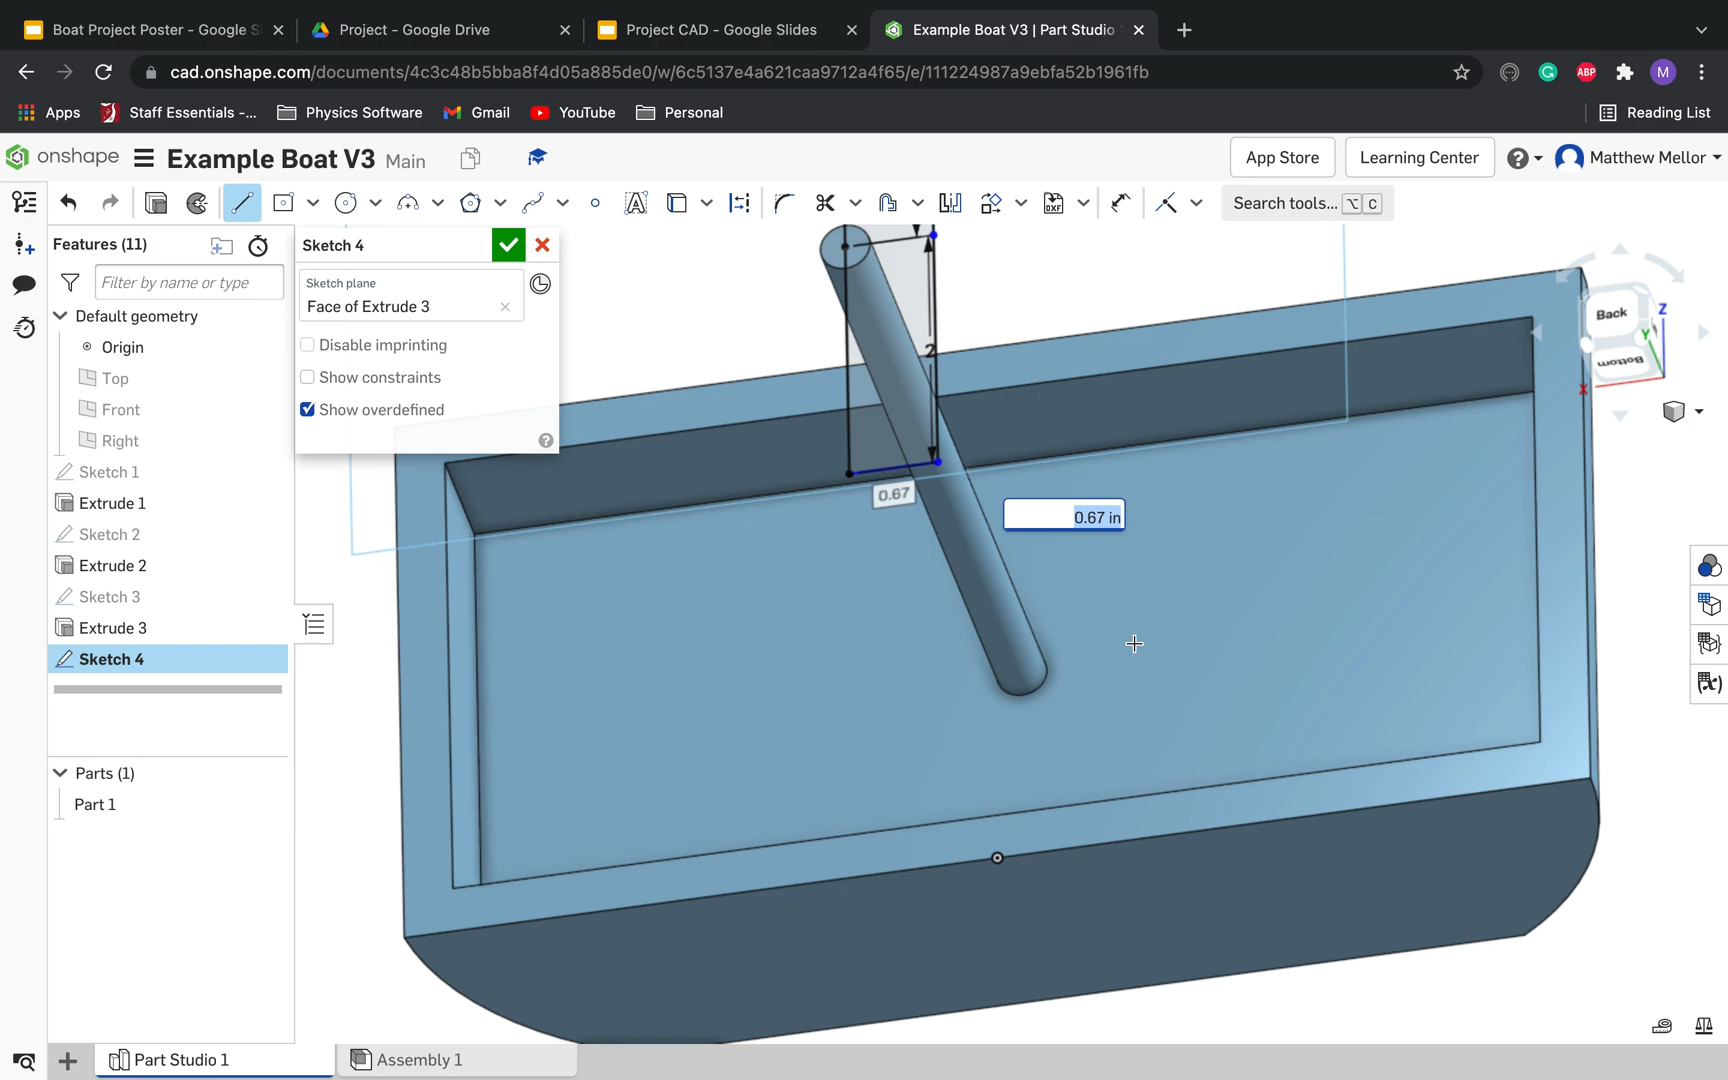 Boat Project Poster - Google S
Project - Google Drive
Project CAD - Google Slides
Example Boat V3 | Part Studio
cad.onshape.com/documents/4c3c48b5bba8f4d05a885de0/w/6c5137e4a621caa9712a4f65/e/111224987a9ebfa52b1961fb
ABP
M
Apps
Staff Essentials -...
Physics Software
Gmail
YouTube
Personal
Reading List
onshape
Example Boat V3 Main
App Store
Learning Center
Matthew Mellor
DXF
Search tools... ⌥ C
Features (11)
Filter by name or type
Default geometry
Origin
Top
Front
Right
Sketch 1
Extrude 1
Sketch 2
Extrude 2
Sketch 3
Extrude 3
Sketch 4
Parts (1)
Part 1
Sketch 4
Sketch plane
Face of Extrude 3
Disable imprinting
Show constraints
Show overdefined
2
0.67
0.67 in
Back
Bottom
Z
Y
X
Part Studio 1
Assembly 1